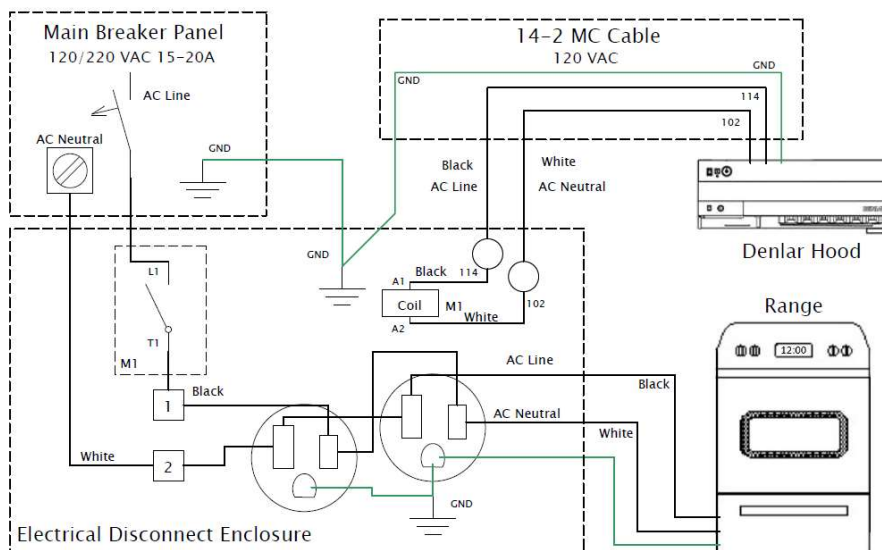 Main Breaker Panel
120/220 VAC 15-20A
AC Line
AC Neutral
GND
14-2 MC Cable
120 VAC
GND
GND
114
102
Black
AC Line
White
AC Neutral
Denlar Hood
GND
L1
T1
M1
A1
Black
114
Coil
M1
A2
White
102
Range
12:00
1
Black
2
White
AC Line
Black
AC Neutral
White
GND
Electrical Disconnect Enclosure